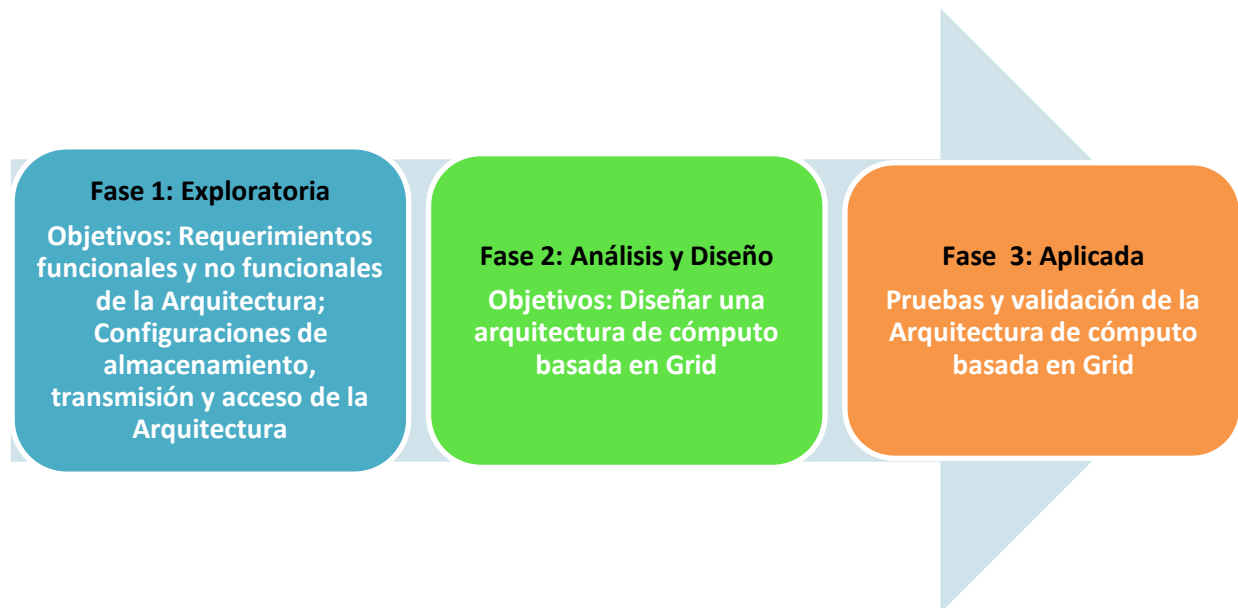 Fase 1: Exploratoria
Objetivos: Requerimientos
funcionales y no funcionales
de la Arquitectura;
Configuraciones de
almacenamiento,
transmisión y acceso de la
Arquitectura
Fase 2: Análisis y Diseño
Objetivos: Diseñar una
arquitectura de cómputo
basada en Grid
Fase  3: Aplicada
Pruebas y validación de la
Arquitectura de cómputo
basada en Grid